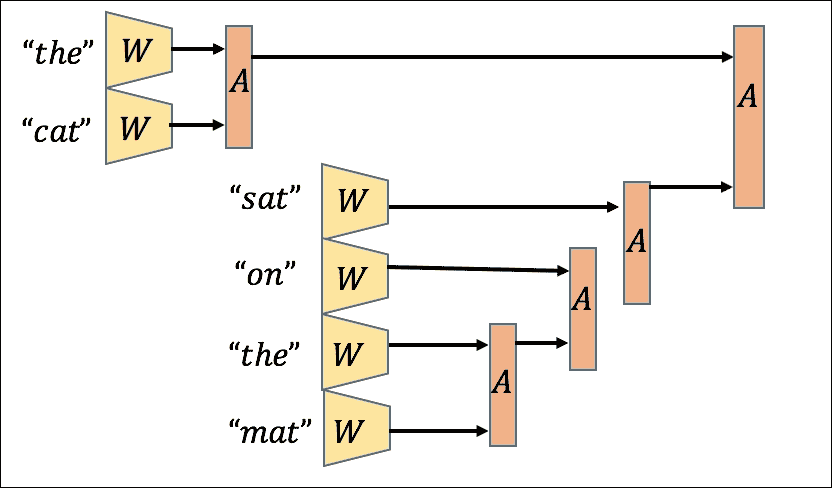 “the” W A A
“cat” W
“sat” W A
“on” W A
“the” W A
“mat” W